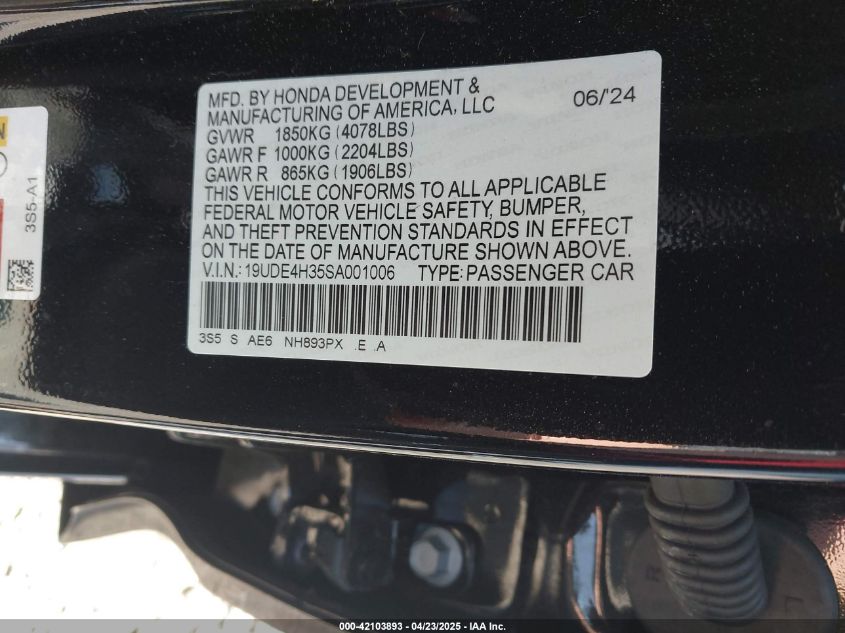 MFD. BY HONDA DEVELOPMENT &
MANUFACTURING OF AMERICA, LLC 06/'24
GVWR 1850KG (4078LBS)
GAWR F 1000KG (2204LBS)
GAWR R 865KG (1906LBS)
THIS VEHICLE CONFORMS TO ALL APPLICABLE
FEDERAL MOTOR VEHICLE SAFETY, BUMPER,
AND THEFT PREVENTION STANDARDS IN EFFECT
ON THE DATE OF MANUFACTURE SHOWN ABOVE.
V.I.N.: 19UDE4H35SA001006 TYPE: PASSENGER CAR
3S5 S AE6 NH893PX .E .A
3S5-A1
000-42103893 - 04/23/2025 - IAA Inc.